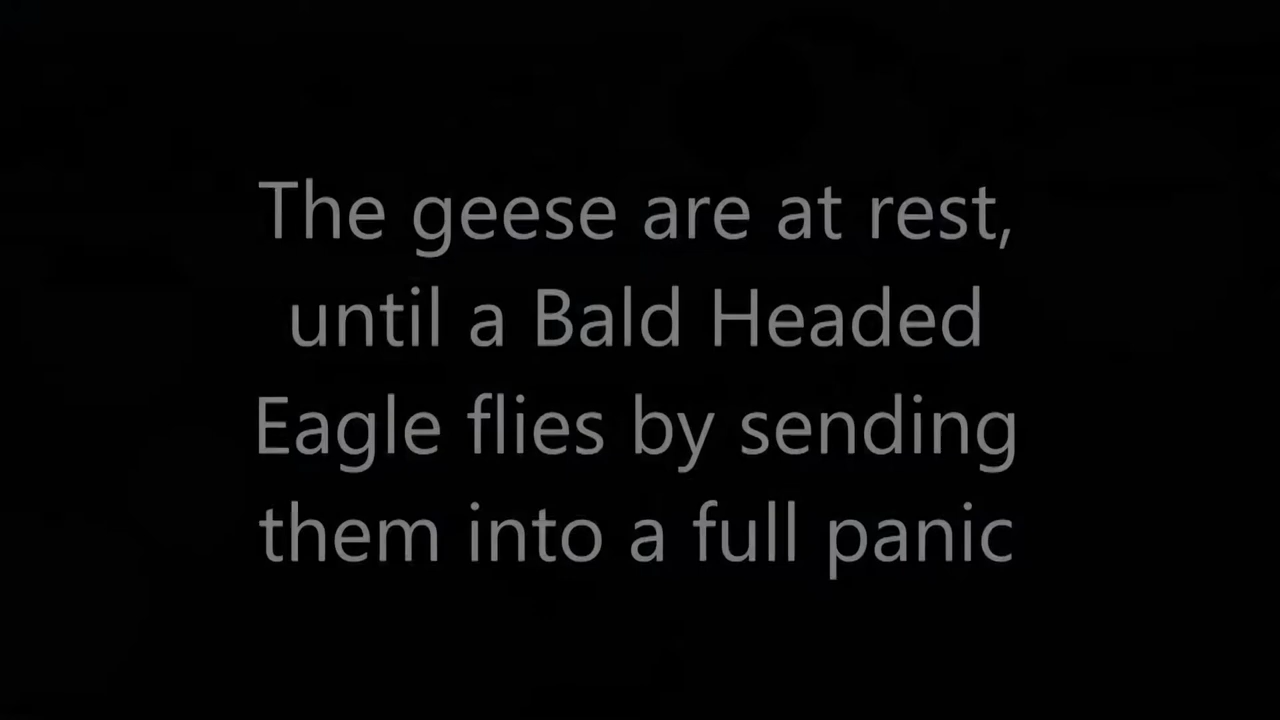 The geese are at rest,
until a Bald Headed
Eagle flies by sending
them into a full panic